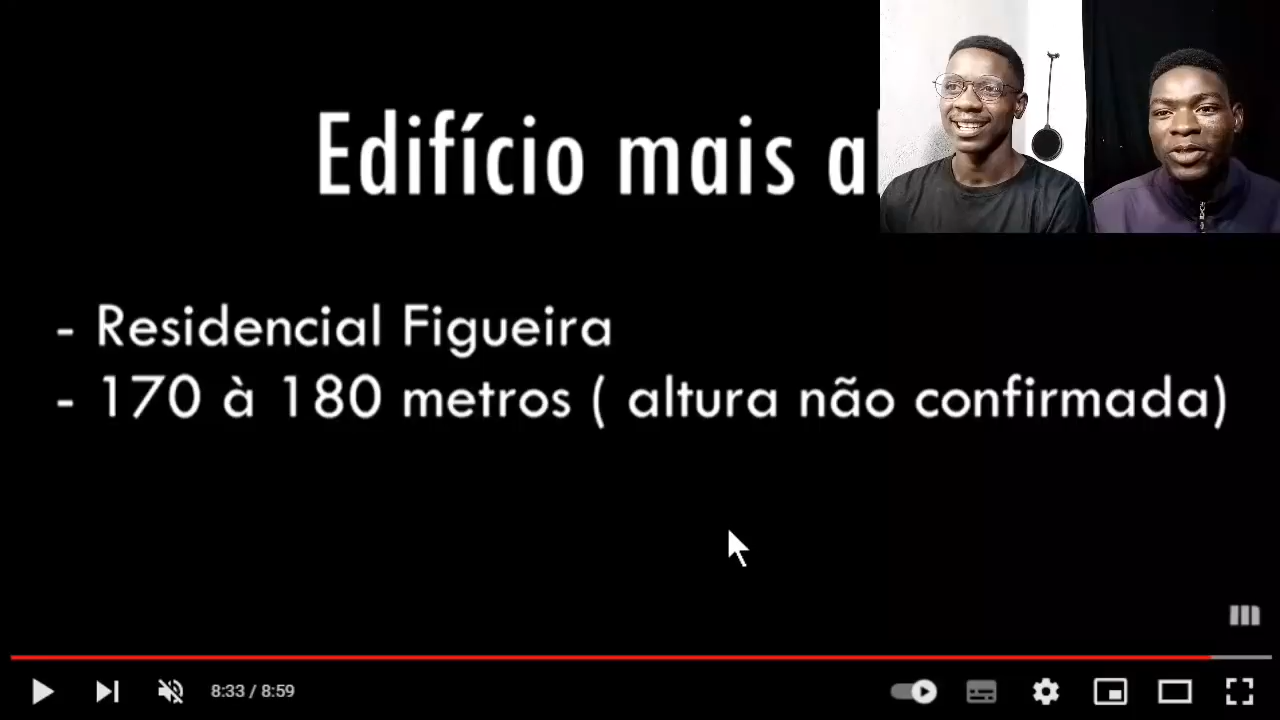 Edifício mais al
- Residencial Figueira
- 170 à 180 metros ( altura não confirmada)
8:33 / 8:59